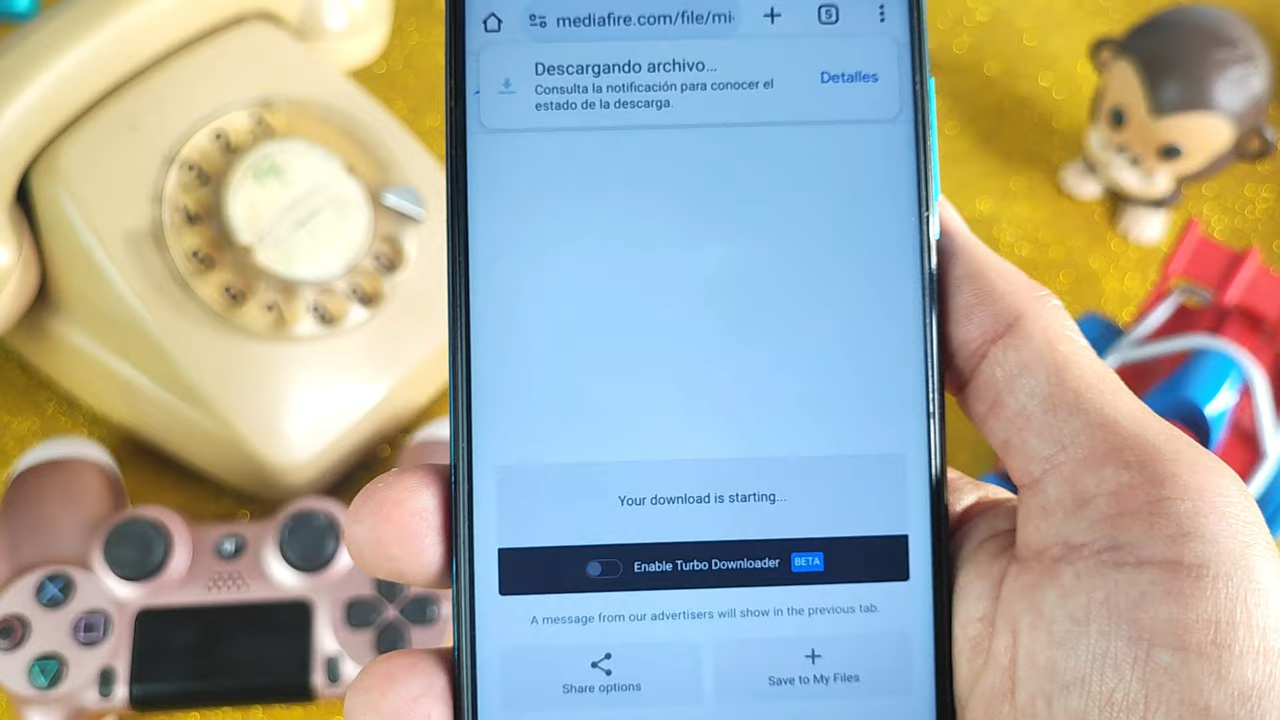 mediafire.com/file/mi
5
Descargando archivo...
Consulta la notificación para conocer el
estado de la descarga.
Detalles
Your download is starting...
Enable Turbo Downloader BETA
A message from our advertisers will show in the previous tab.
Share options
Save to My Files